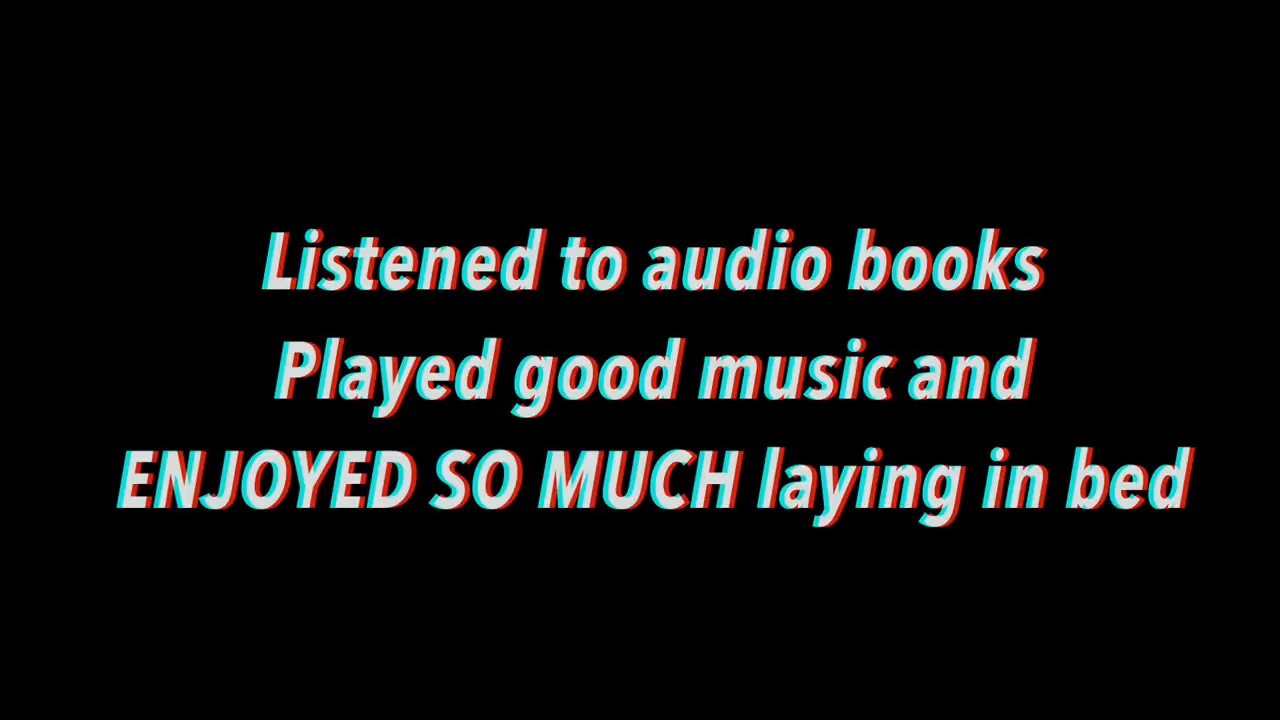 Listened to audio books
Played good music and
ENJOYED SO MUCH laying in bed